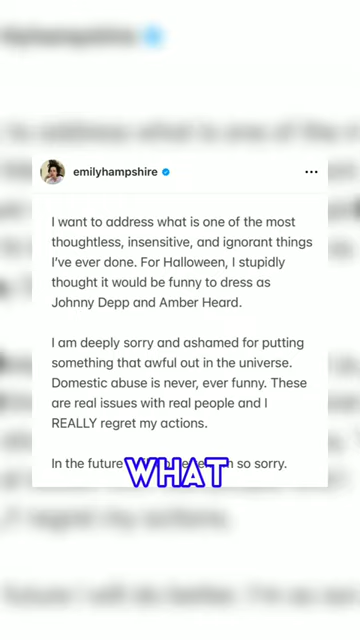 emilyhampshire
I want to address what is one of the most
thoughtless, insensitive, and ignorant things
I've ever done. For Halloween, I stupidly
thought it would be funny to dress as
Johnny Depp and Amber Heard.
I am deeply sorry and ashamed for putting
something that awful out in the universe.
Domestic abuse is never, ever funny. These
are real issues with real people and I
REALLY regret my actions.
In the future so sorry.
WHAT